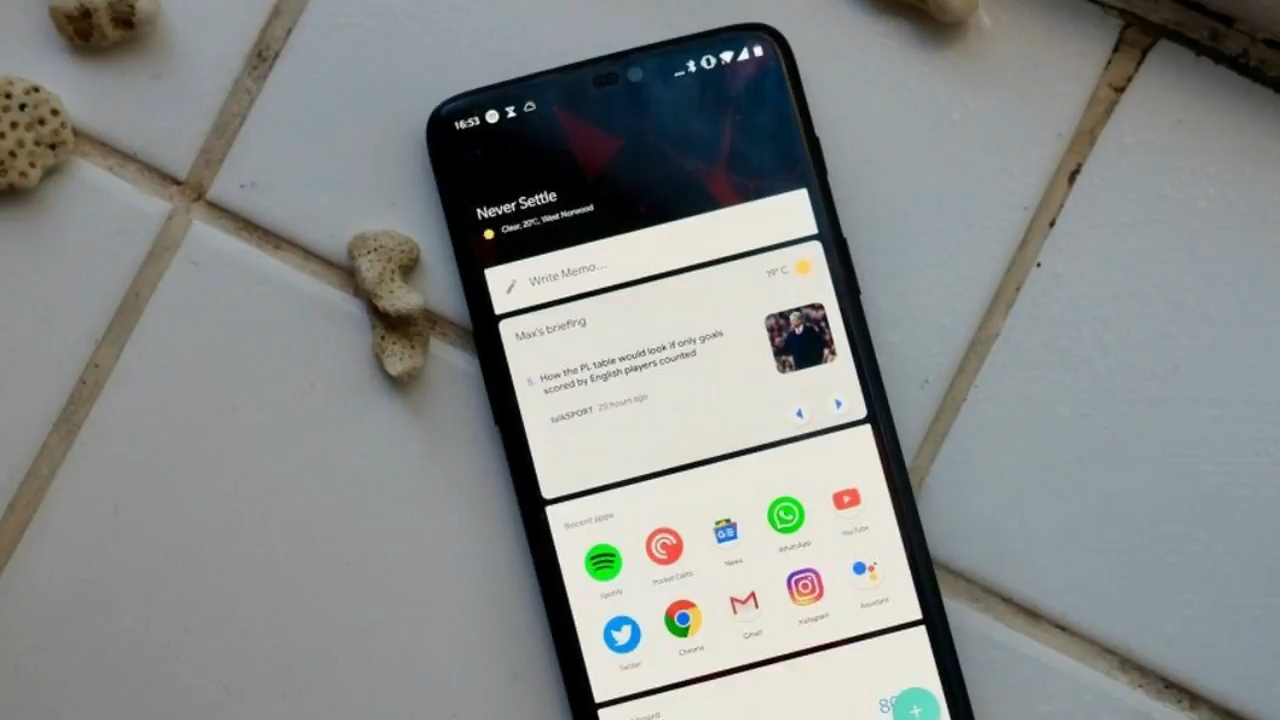 16:53
Never Settle
Clear, 20°C, West Norwood
Write Memo...
19° C
Max's briefing
5. How the PL table would look if only goals
scored by English players counted
talkSPORT 20 hours ago
Recent apps
Spotify
Pocket Casts
News
WhatsApp
YouTube
Twitter
Chrome
Gmail
Instagram
Assistant
+